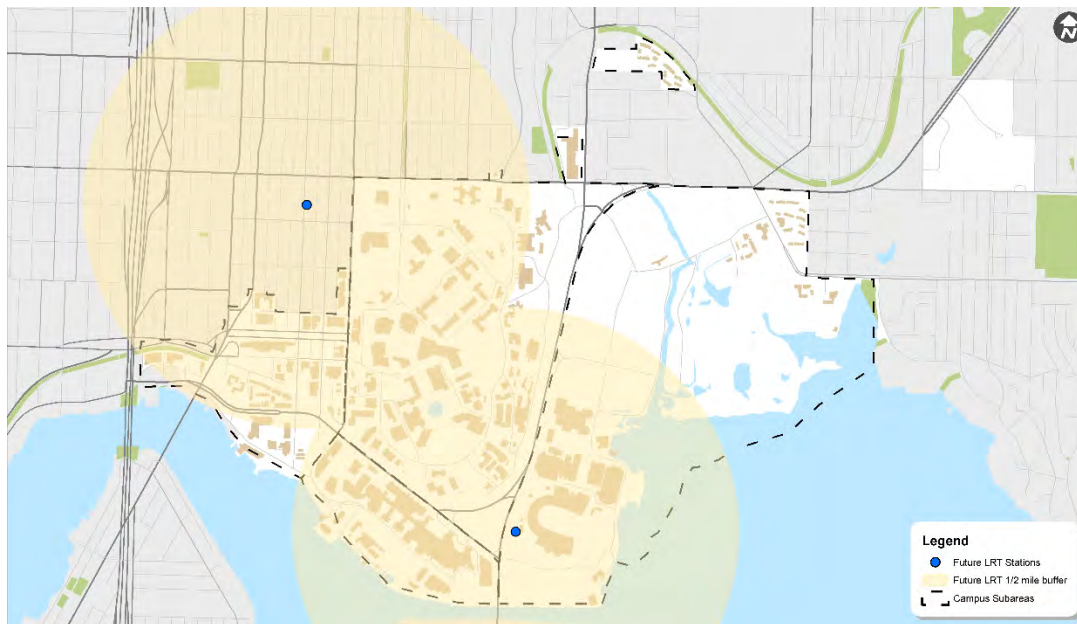 N
Legend
Future LRT Stations
Future LRT 1/2 mile buffer
Campus Subareas